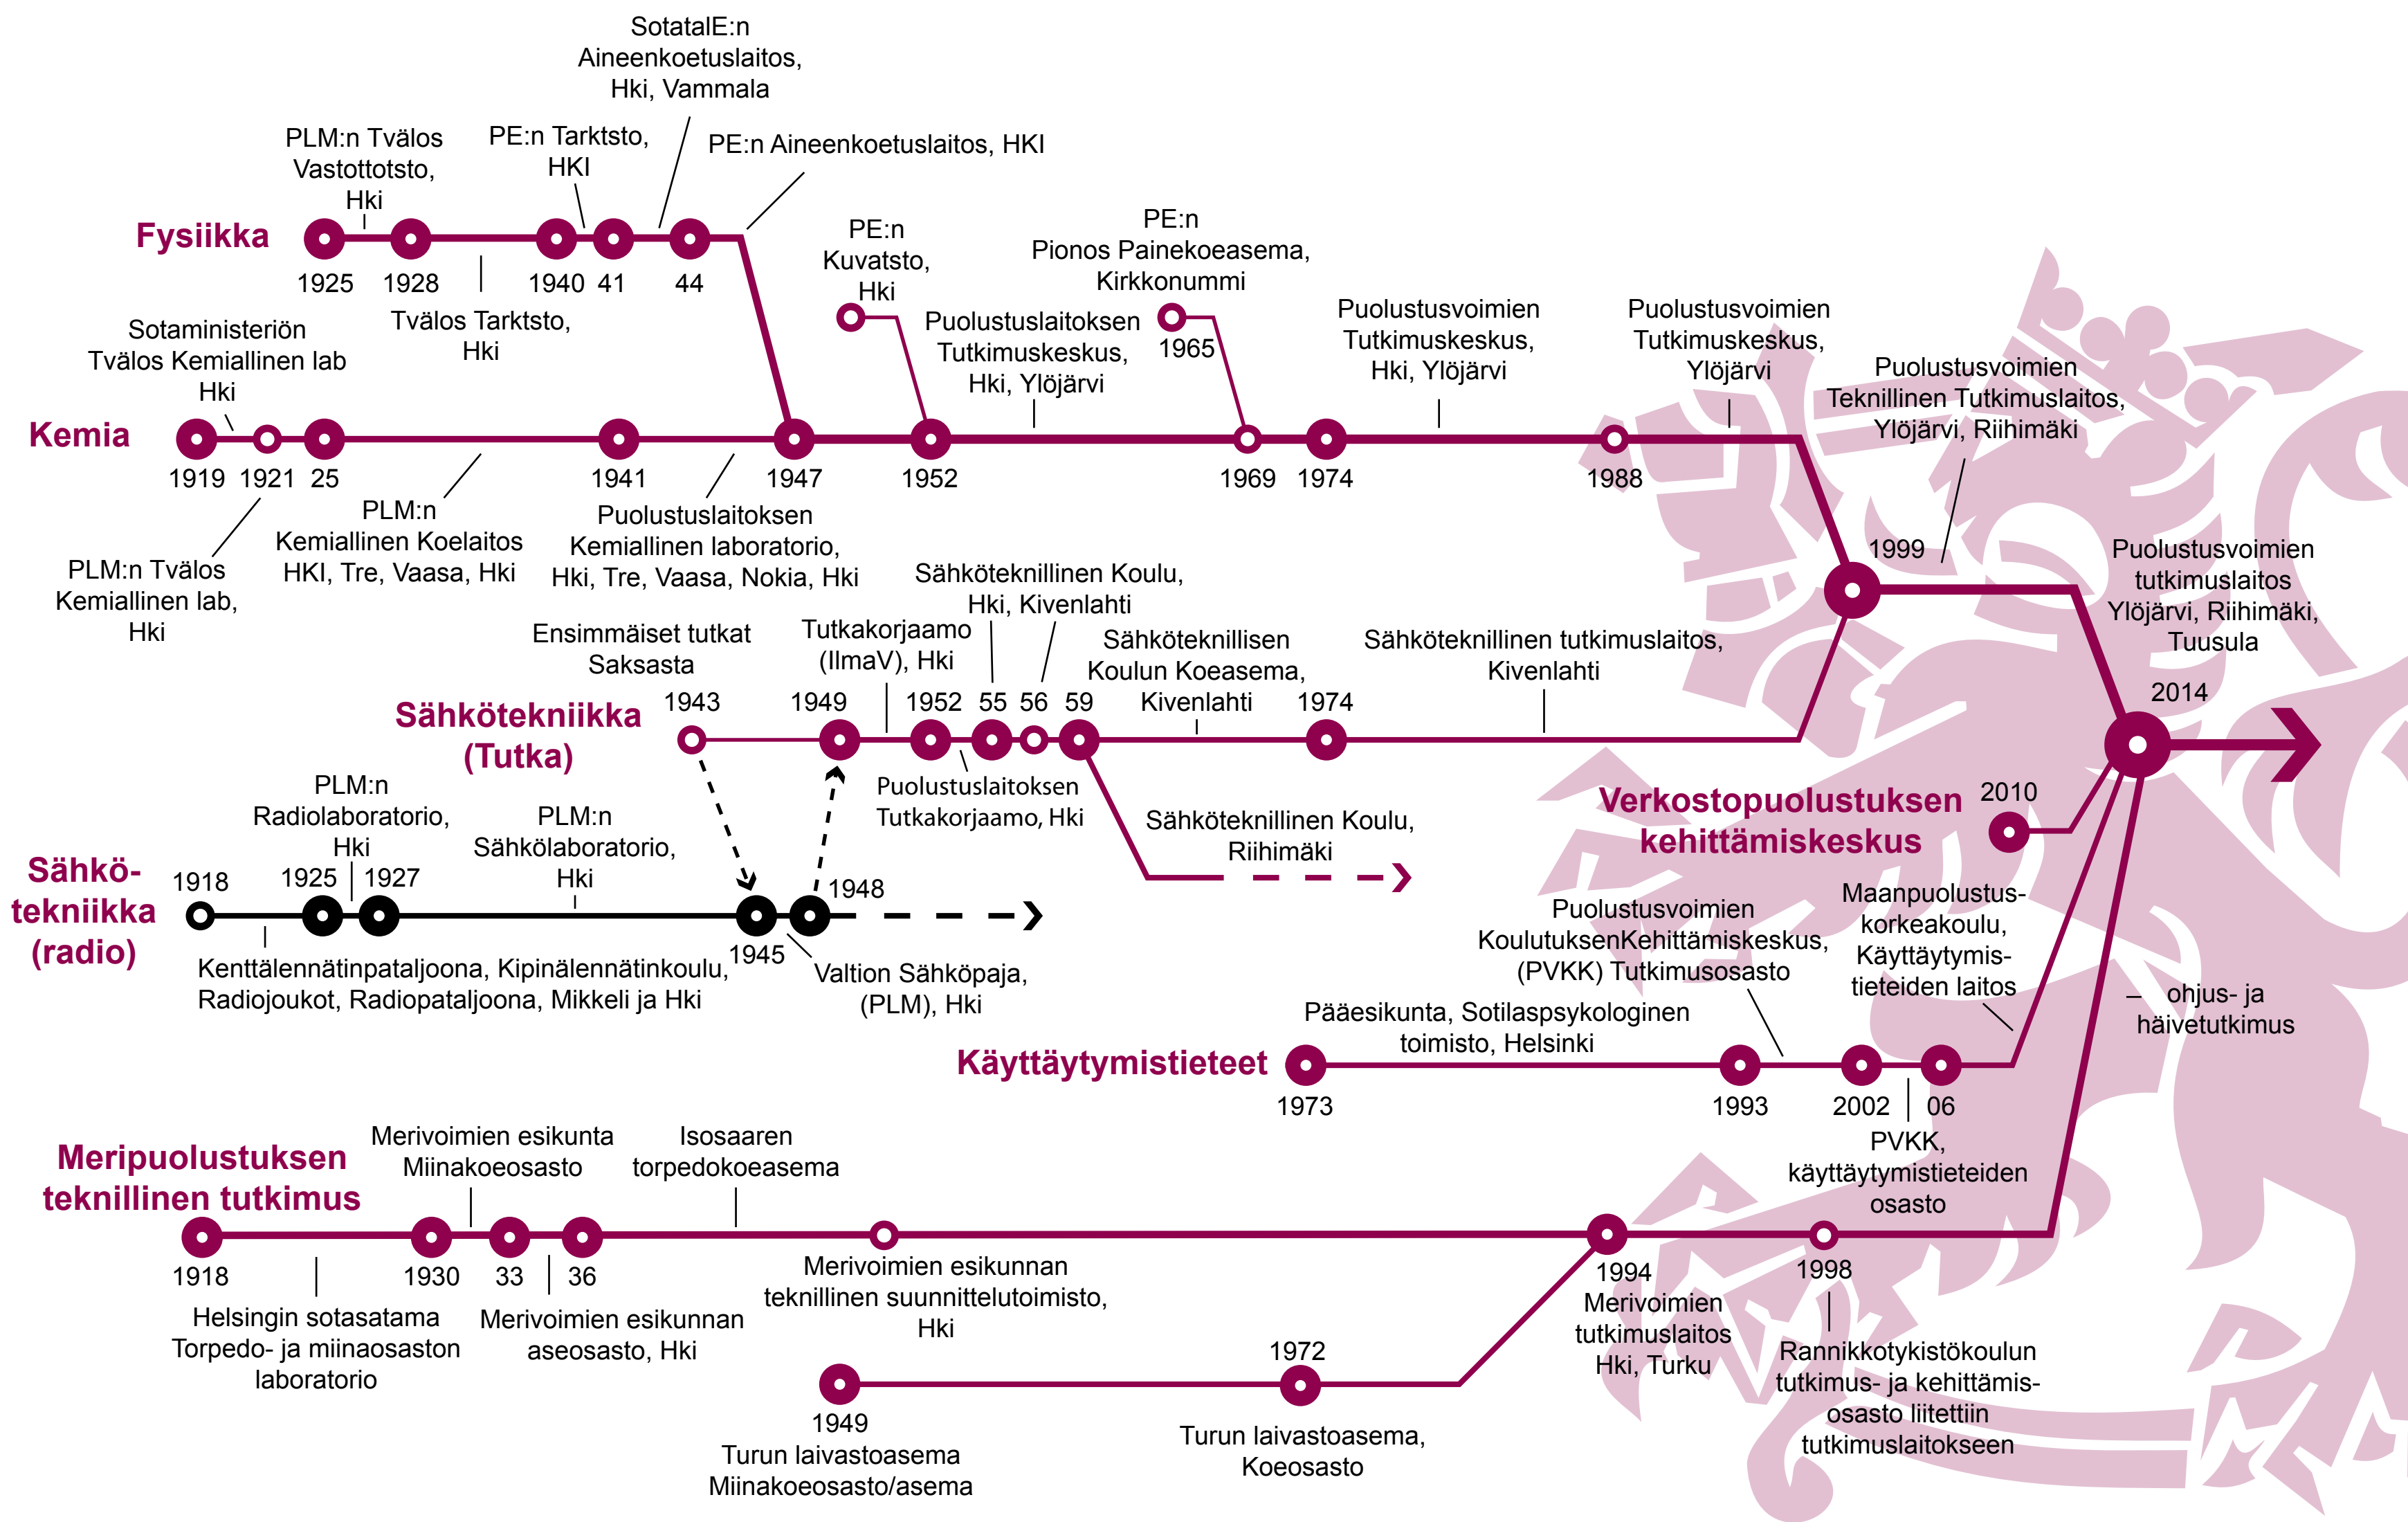 SotatalE:n
Aineenkoetuslaitos,
Hki, Vammala
PLM:n Tvälos
Vastottotsto,
Hki
PE:n Tarktsto,
HKI
PE:n Aineenkoetuslaitos, HKI
Fysiikka
1925
1928
1940
41
44
Tvälos Tarktsto,
Hki
PE:n
Kuvatsto,
Hki
PE:n
Pionos Painekoeasema,
Kirkkonummi
1965
Sotaministeriön
Tvälos Kemiallinen lab
Hki
Puolustuslaitoksen
Tutkimuskeskus,
Hki, Ylöjärvi
Puolustusvoimien
Tutkimuskeskus,
Hki, Ylöjärvi
Puolustusvoimien
Tutkimuskeskus,
Ylöjärvi
Puolustusvoimien
Teknillinen Tutkimuslaitos,
Ylöjärvi, Riihimäki
Kemia
1919
1921
25
1941
1947
1952
1969
1974
1988
1999
PLM:n Tvälos
Kemiallinen lab,
Hki
PLM:n
Kemiallinen Koelaitos
HKI, Tre, Vaasa, Hki
Puolustuslaitoksen
Kemiallinen laboratorio,
Hki, Tre, Vaasa, Nokia, Hki
Puolustusvoimien
tutkimuslaitos
Ylöjärvi, Riihimäki,
Tuusula
2014
Ensimmäiset tutkat
Saksasta
Tutkakorjaamo
(IlmaV), Hki
Sähköteknillinen Koulu,
Hki, Kivenlahti
Sähköteknillisen
Koulun Koeasema,
Kivenlahti
Sähköteknillinen tutkimuslaitos,
Kivenlahti
Sähkötekniikka
(Tutka)
1943
1949
1952
55
56
59
1974
Puolustuslaitoksen
Tutkakorjaamo, Hki
Sähköteknillinen Koulu,
Riihimäki
Verkostopuolustuksen
kehittämiskeskus
2010
PLM:n
Radiolaboratorio,
Hki
PLM:n
Sähkölaboratorio,
Hki
Sähkö-
tekniikka
(radio)
1918
1925
1927
1945
1948
Kenttälennätinpataljoona, Kipinälennätinkoulu,
Radiojoukot, Radiopataljoona, Mikkeli ja Hki
Valtion Sähköpaja,
(PLM), Hki
Puolustusvoimien
KoulutuksenKehittämiskeskus,
(PVKK) Tutkimusosasto
Maanpuolustus-
korkeakoulu,
Käyttäytymis-
tieteiden laitos
– ohjus- ja
häivetutkimus
Pääesikunta, Sotilaspsykologinen
toimisto, Helsinki
Käyttäytymistieteet
1973
1993
2002
06
PVKK,
käyttäytymistieteiden
osasto
Meripuolustuksen
teknillinen tutkimus
Merivoimien esikunta
Miinakoeosasto
Isosaaren
torpedokoeasema
1918
1930
33
36
Helsingin sotasatama
Torpedo- ja miinaosaston
laboratorio
Merivoimien esikunnan
aseosasto, Hki
Merivoimien esikunnan
teknillinen suunnittelutoimisto,
Hki
1994
Merivoimien
tutkimuslaitos
Hki, Turku
1998
Rannikkotykistökoulun
tutkimus- ja kehittämis-
osasto liitettiin
tutkimuslaitokseen
1949
Turun laivastoasema
Miinakoeosasto/asema
1972
Turun laivastoasema,
Koeosasto